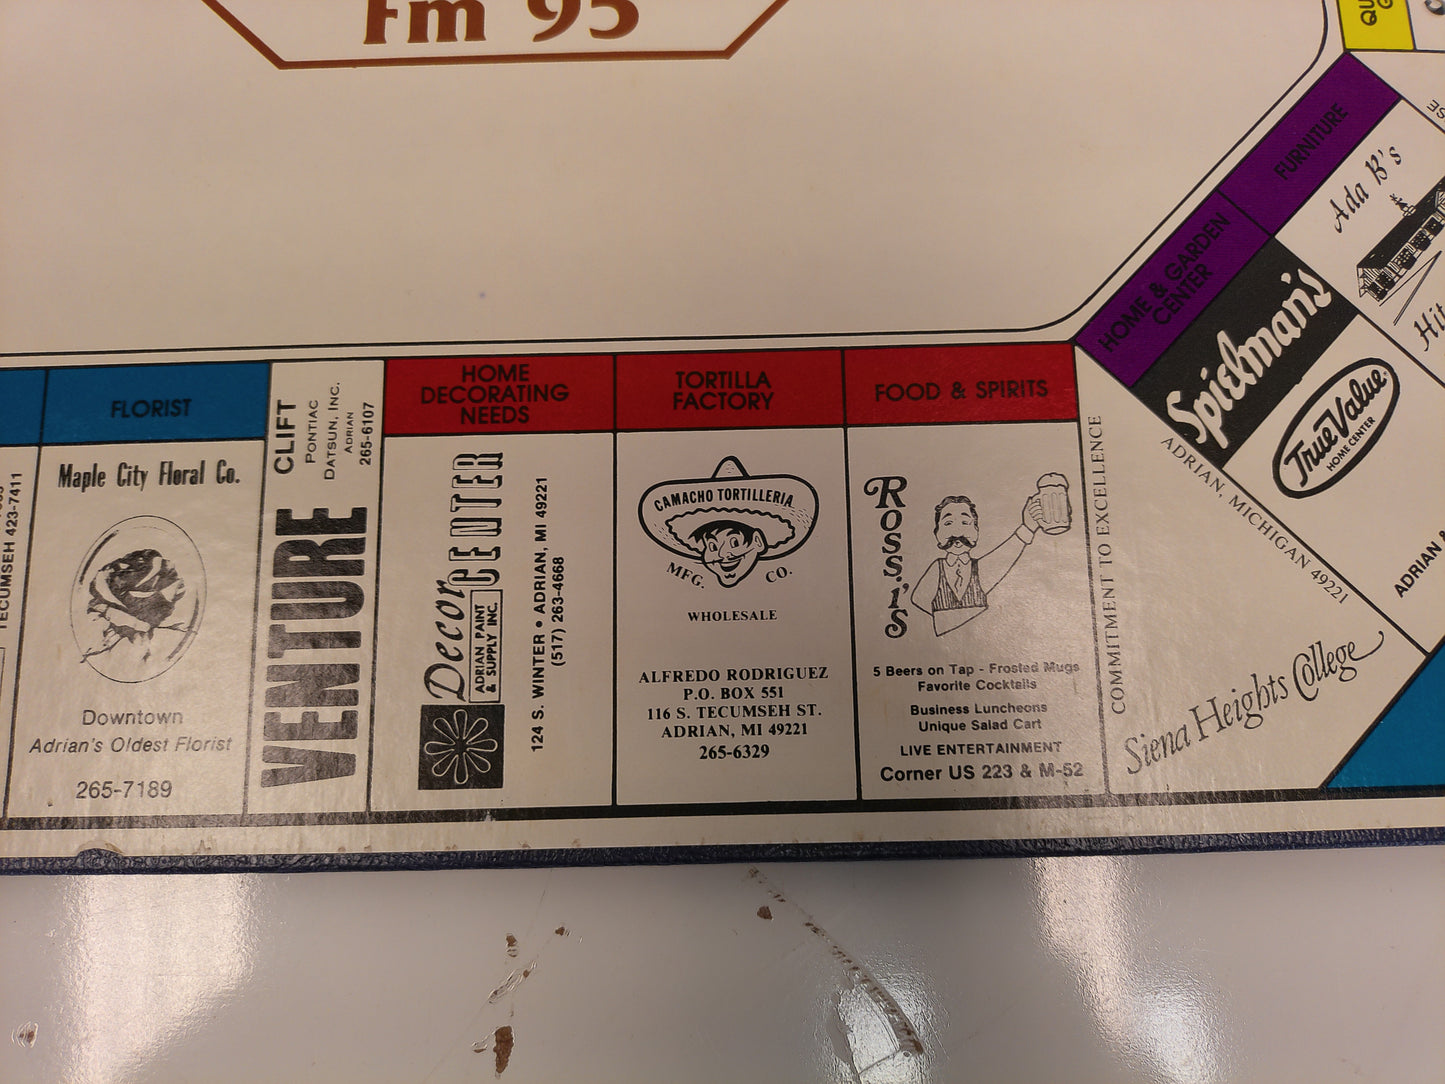 Fm 95
TECUMSEH 423-7411
FLORIST
Maple City Floral Co.
Downtown
Adrian's Oldest Florist
265-7189
VENTURE
CLIFT
PONTIAC
DATSUN, INC.
ADRIAN
265-6107
HOME
DECORATING
NEEDS
Decor CENTER
ADRIAN PAINT
& SUPPLY INC.
124 S. WINTER • ADRIAN, MI 49221
(517) 263-4668
TORTILLA
FACTORY
CAMACHO TORTILLERIA
MFG. CO.
WHOLESALE
ALFREDO RODRIGUEZ
P.O. BOX 551
116 S. TECUMSEH ST.
ADRIAN, MI 49221
265-6329
FOOD & SPIRITS
ROSSI'S
5 Beers on Tap - Frosted Mugs
Favorite Cocktails
Business Luncheons
Unique Salad Cart
LIVE ENTERTAINMENT
Corner US 223 & M-52
COMMITMENT TO EXCELLENCE
Siena Heights College
ADRIAN, MICHIGAN 49221
HOME & GARDEN
CENTER
Spielman's
True Value
HOME CENTER
ADRIAN &
FURNITURE
Ada B's